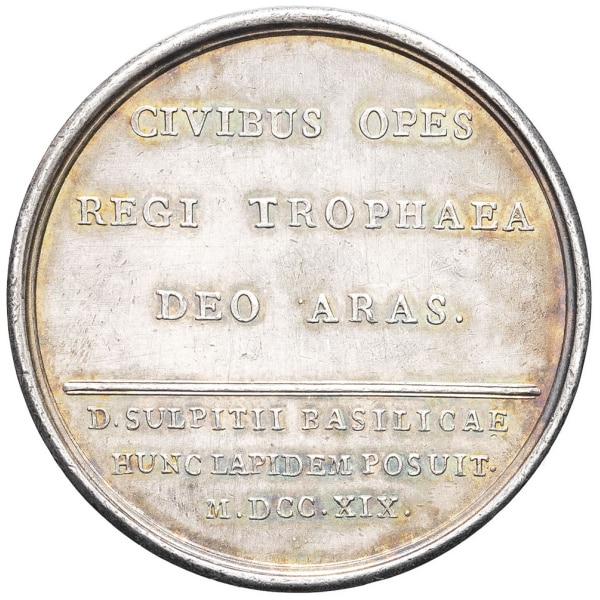 CIVIBUS OPES
REGI TROPHAEA
DEO ARAS.
D. SULPITII BASILICAE
HUNC LAPIDEM POSUIT.
M. DCC. XIX.